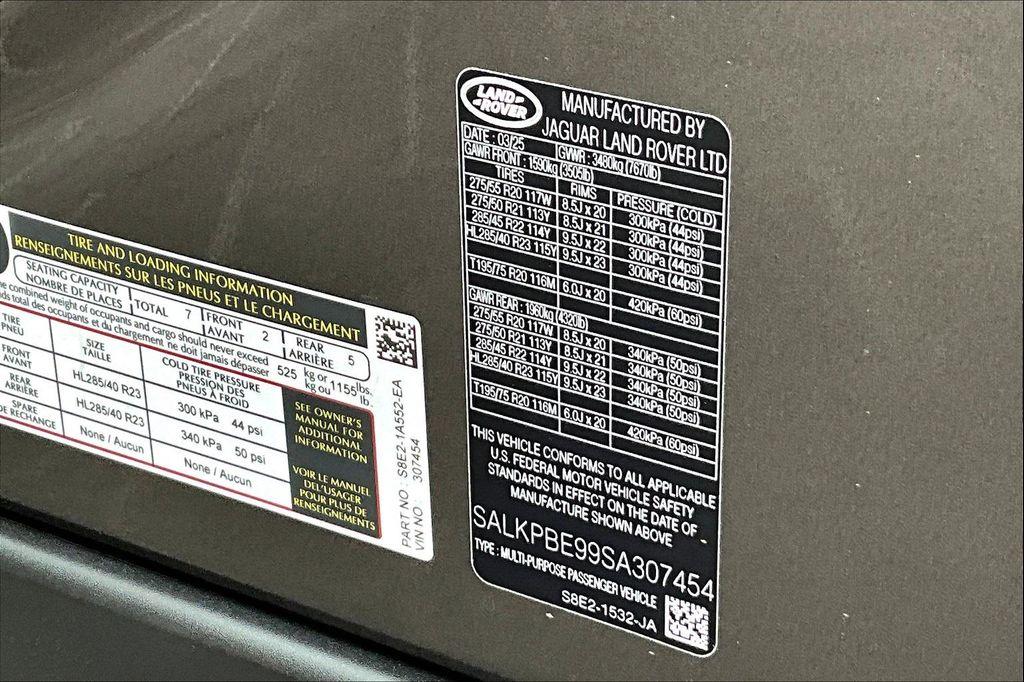 TIRE AND LOADING INFORMATION
RENSEIGNEMENTS SUR LES PNEUS ET LE CHARGEMENT
SEATING CAPACITY
NOMBRE DE PLACES
TOTAL 7
FRONT
AVANT 2
REAR
ARRIÈRE 5
combined weight of occupants and cargo should never exceed
total des occupants et du chargement ne doit jamais dépasser
525 kg or 1155 lbs.
kg ou lb.
TIRE
PNEU
SIZE
TAILLE
COLD TIRE PRESSURE
PRESSION DES
PNEUS À FROID
FRONT
AVANT
HL285/40 R23
300 kPa 44 psi
REAR
ARRIÈRE
HL285/40 R23
340 kPa 50 psi
SPARE
DE RECHANGE
None / Aucun
None / Aucun
SEE OWNER'S
MANUAL FOR
ADDITIONAL
INFORMATION
VOIR LE MANUEL
DE L'USAGER
POUR PLUS DE
RENSEIGNEMENTS
PART NO : S8E2-1A552-EA
VIN NO : 307454
LAND
ROVER
MANUFACTURED BY
JAGUAR LAND ROVER LTD
DATE : 03/25 GVWR : 3480kg (7670lb)
GAWR FRONT : 1590kg (3505lb)
TIRES RIMS PRESSURE (COLD)
275/55 R20 117W 8.5J x 20 300kPa (44psi)
275/50 R21 113Y 8.5J x 21 300kPa (44psi)
285/45 R22 114Y 9.5J x 22 300kPa (44psi)
HL285/40 R23 115Y 9.5J x 23 300kPa (44psi)
T195/75 R20 116M 6.0J x 20 420kPa (60psi)
GAWR REAR : 1960kg (4320lb)
275/55 R20 117W 8.5J x 20 340kPa (50psi)
275/50 R21 113Y 8.5J x 21 340kPa (50psi)
285/45 R22 114Y 9.5J x 22 340kPa (50psi)
HL285/40 R23 115Y 9.5J x 23 340kPa (50psi)
T195/75 R20 116M 6.0J x 20 420kPa (60psi)
THIS VEHICLE CONFORMS TO ALL APPLICABLE
U.S. FEDERAL MOTOR VEHICLE SAFETY
STANDARDS IN EFFECT ON THE DATE OF
MANUFACTURE SHOWN ABOVE
SALKPBE99SA307454
TYPE : MULTI-PURPOSE PASSENGER VEHICLE
S8E2-1532-JA